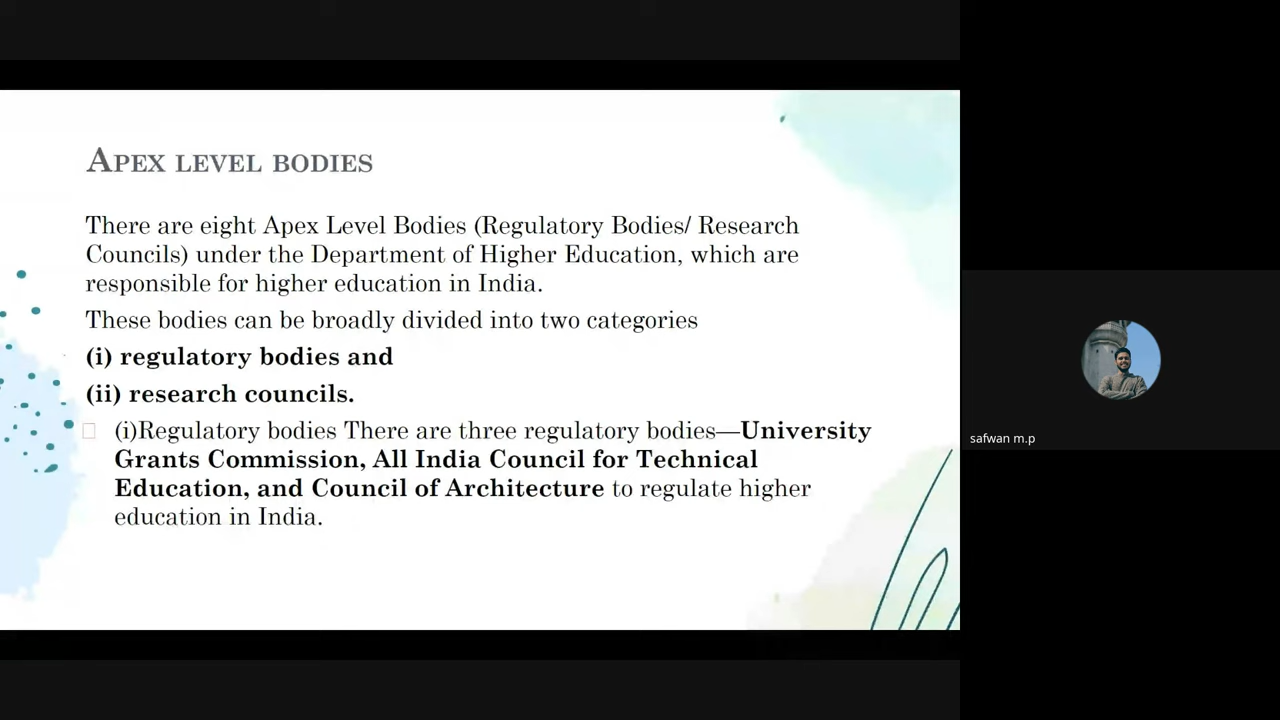 APEX LEVEL BODIES
There are eight Apex Level Bodies (Regulatory Bodies/ Research
Councils) under the Department of Higher Education, which are
responsible for higher education in India.
These bodies can be broadly divided into two categories
(i) regulatory bodies and
(ii) research councils.
(i)Regulatory bodies There are three regulatory bodies—University
Grants Commission, All India Council for Technical
Education, and Council of Architecture to regulate higher
education in India.
safwan m.p